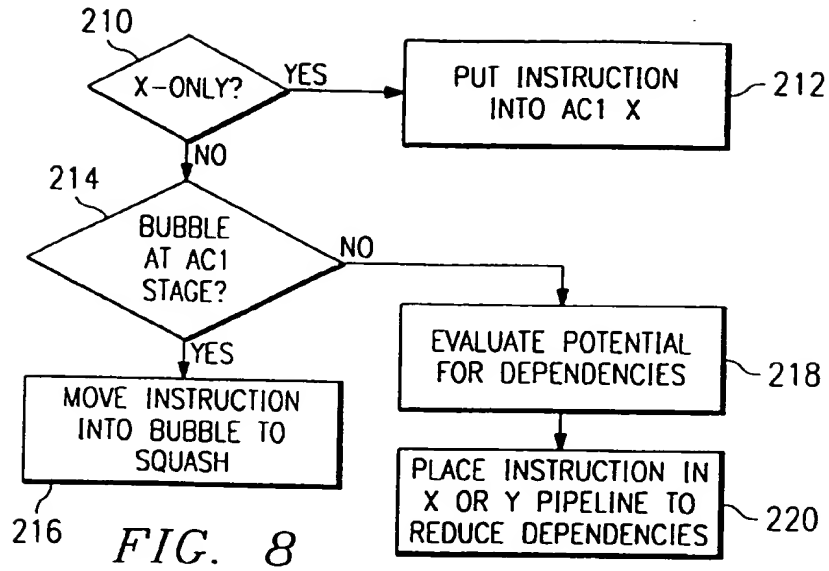 210
X-ONLY?
YES
PUT INSTRUCTION
INTO AC1 X
212
NO
214
BUBBLE
AT AC1
STAGE?
NO
YES
EVALUATE POTENTIAL
FOR DEPENDENCIES
218
MOVE INSTRUCTION
INTO BUBBLE TO
SQUASH
216
PLACE INSTRUCTION IN
X OR Y PIPELINE TO
REDUCE DEPENDENCIES
220
FIG. 8